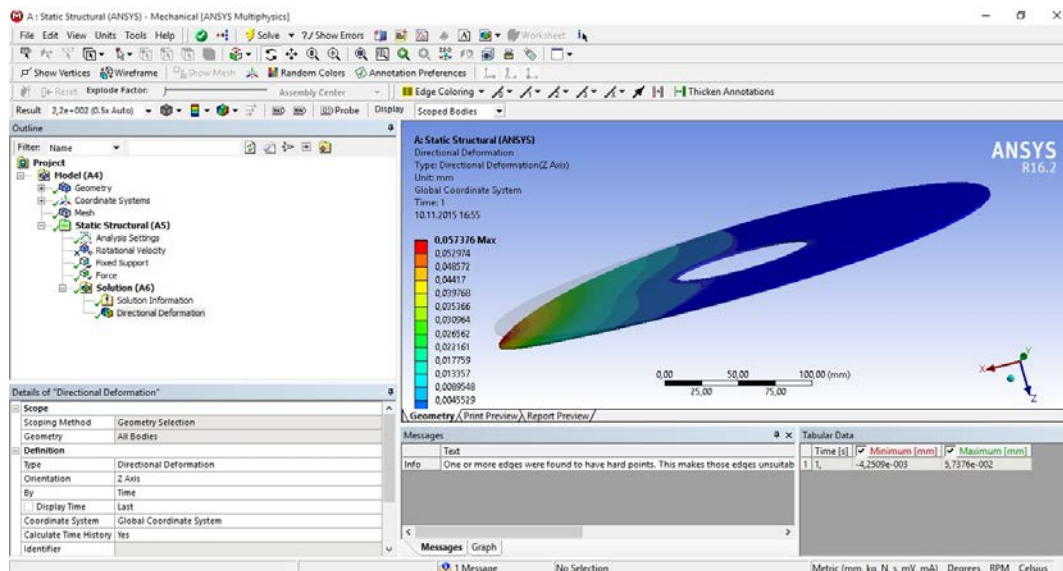 A : Static Structural (ANSYS) - Mechanical [ANSYS Multiphysics]
File Edit View Units Tools Help Solve ?/ Show Errors Worksheet
Show Vertices Wireframe Show Mesh Random Colors Annotation Preferences
Reset Explode Factor: Assembly Center Edge Coloring Thicken Annotations
Result 2,2e+002 (0.5x Auto) Probe Display Scoped Bodies
Outline
Filter: Name
Project
Model (A4)
Geometry
Coordinate Systems
Mesh
Static Structural (A5)
Analysis Settings
Rotational Velocity
Fixed Support
Force
Solution (A6)
Solution Information
Directional Deformation
Details of "Directional Deformation"
Scope
Scoping Method Geometry Selection
Geometry All Bodies
Definition
Type Directional Deformation
Orientation Z Axis
By Time
Display Time Last
Coordinate System Global Coordinate System
Calculate Time History Yes
Identifier
A: Static Structural (ANSYS)
Directional Deformation
Type: Directional Deformation(Z Axis)
Unit: mm
Global Coordinate System
Time: 1
10.11.2015 16:55
0,057376 Max
0,052974
0,048572
0,04417
0,039768
0,035366
0,030964
0,026562
0,022161
0,017759
0,013357
0,0089548
0,0045529
ANSYS
R16.2
0,00 50,00 100,00 (mm)
25,00 75,00
X
Y
Z
Geometry Print Preview Report Preview
Messages
Text
Info One or more edges were found to have hard points. This makes those edges unsuitab
Messages Graph
Tabular Data
Time [s] Minimum [mm] Maximum [mm]
1 1, -4,2509e-003 5,7376e-002
1 Message No Selection Metric (mm, kg, N, s, mV, mA) Degrees RPM Celsius